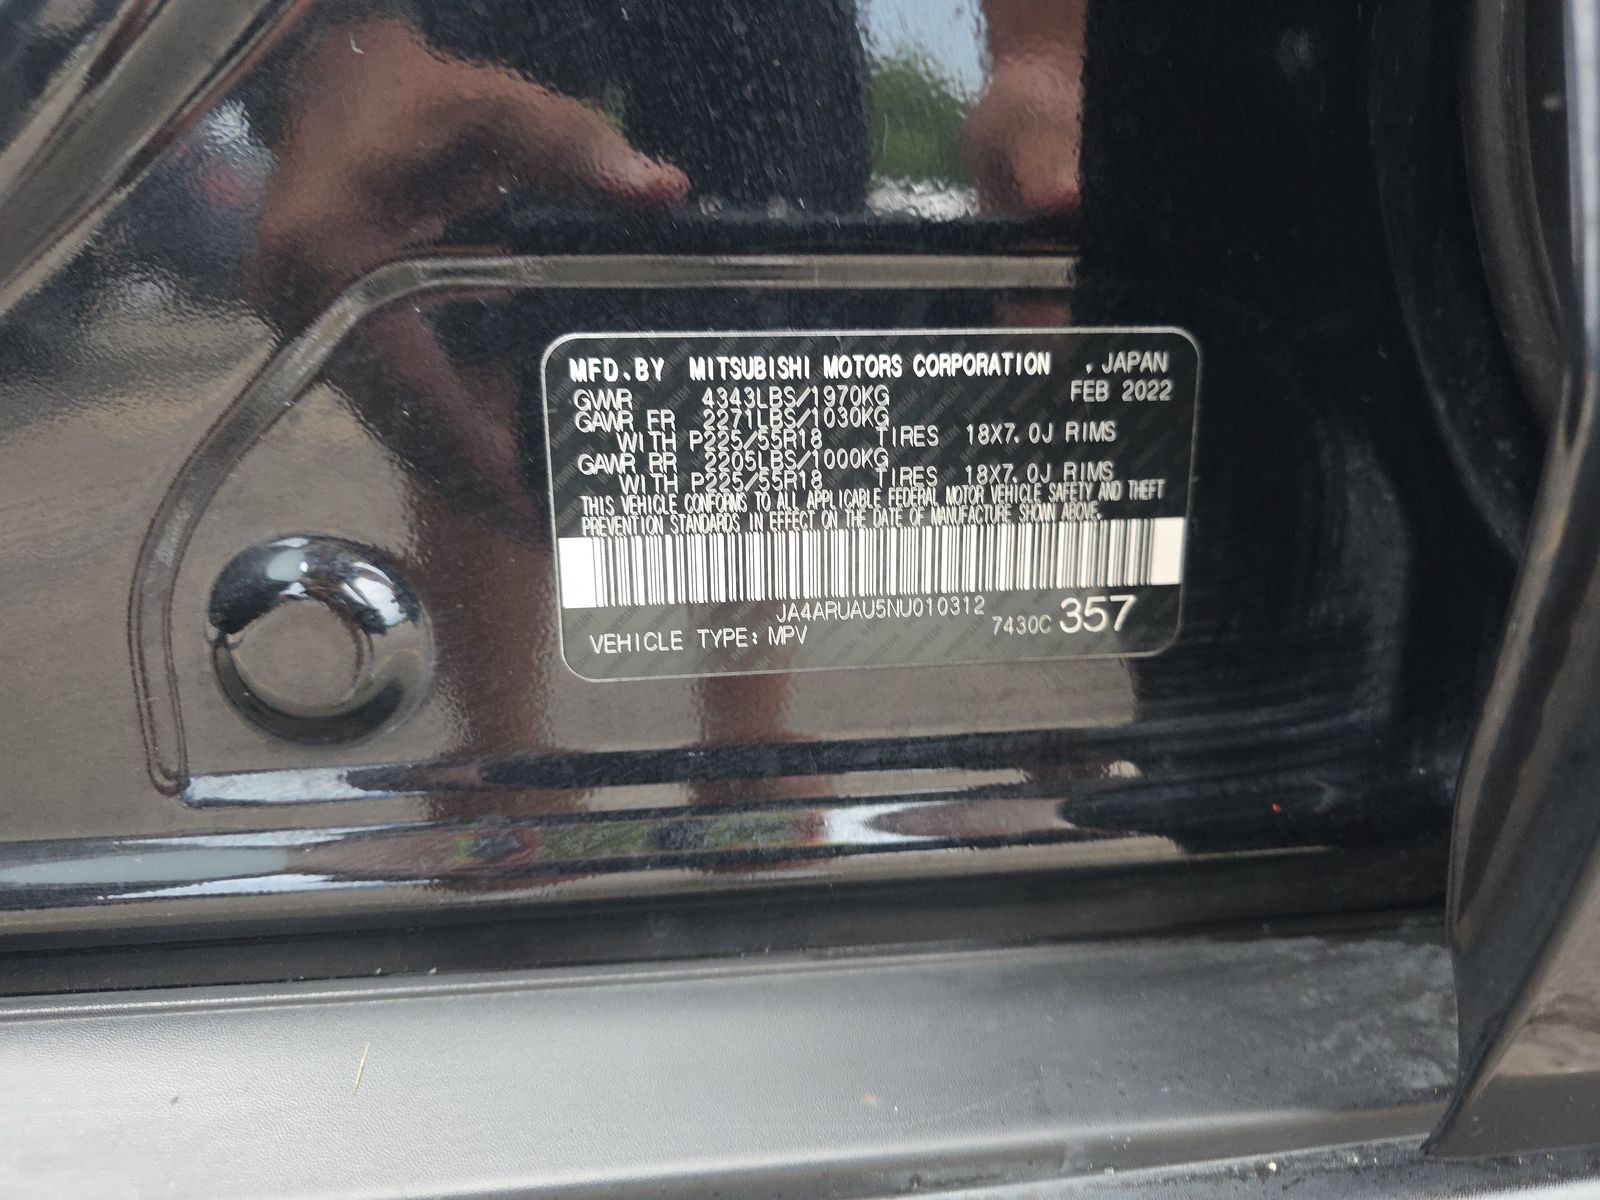 MFD.BY MITSUBISHI MOTORS CORPORATION , JAPAN
FEB 2022
GVWR 4343LBS/1970KG
GAWR FR 2271LBS/1030KG
WITH P225/55R18 TIRES 18X7.0J RIMS
GAWR RR 2205LBS/1000KG
WITH P225/55R18 TIRES 18X7.0J RIMS
THIS VEHICLE CONFORMS TO ALL APPLICABLE FEDERAL MOTOR VEHICLE SAFETY AND THEFT
PREVENTION STANDARDS IN EFFECT ON THE DATE OF MANUFACTURE SHOWN ABOVE.
JA4ARUAU5NU010312
VEHICLE TYPE: MPV 7430C 357